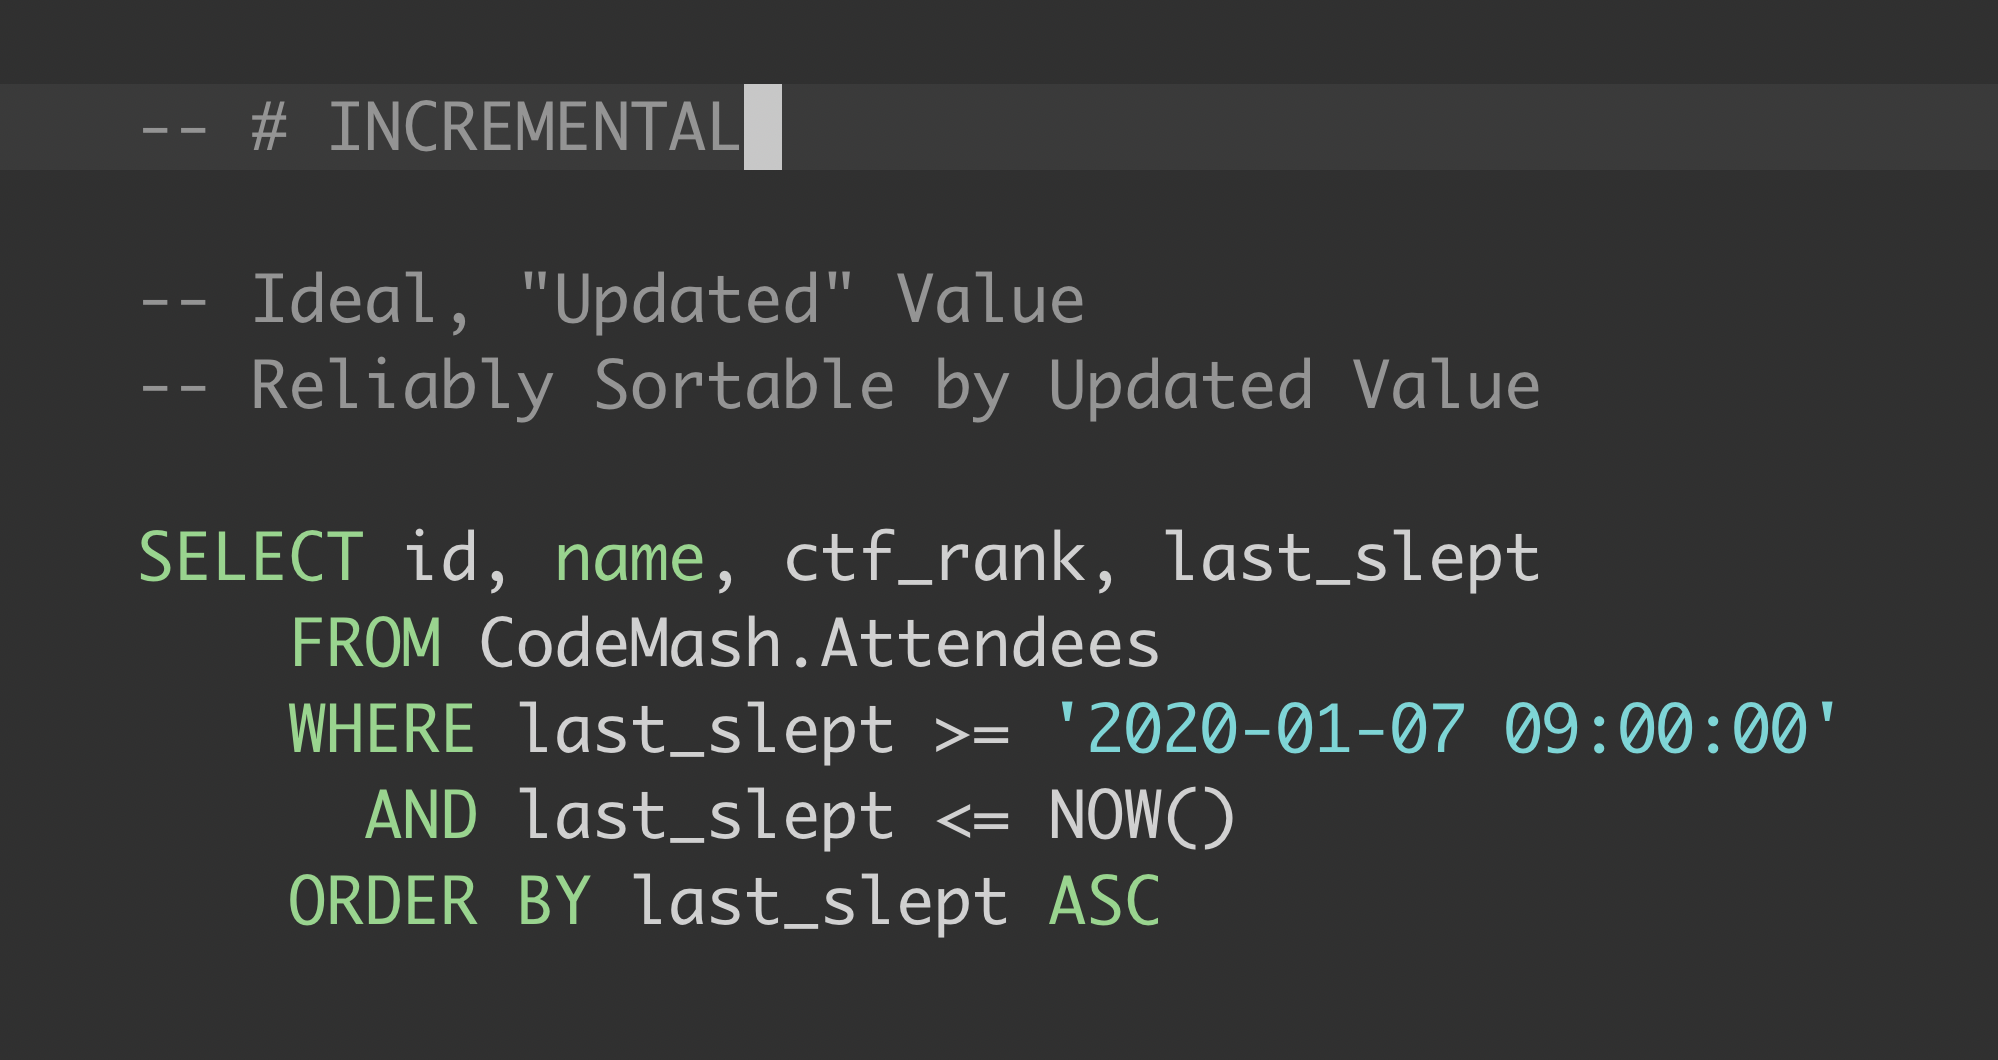 -- # INCREMENTAL
-- Ideal, "Updated" Value
-- Reliably Sortable by Updated Value
SELECT id, name, ctf_rank, last_slept
FROM CodeMash.Attendees
WHERE last_slept >= '2020-01-07 09:00:00'
AND last_slept <= NOW()
ORDER BY last_slept ASC